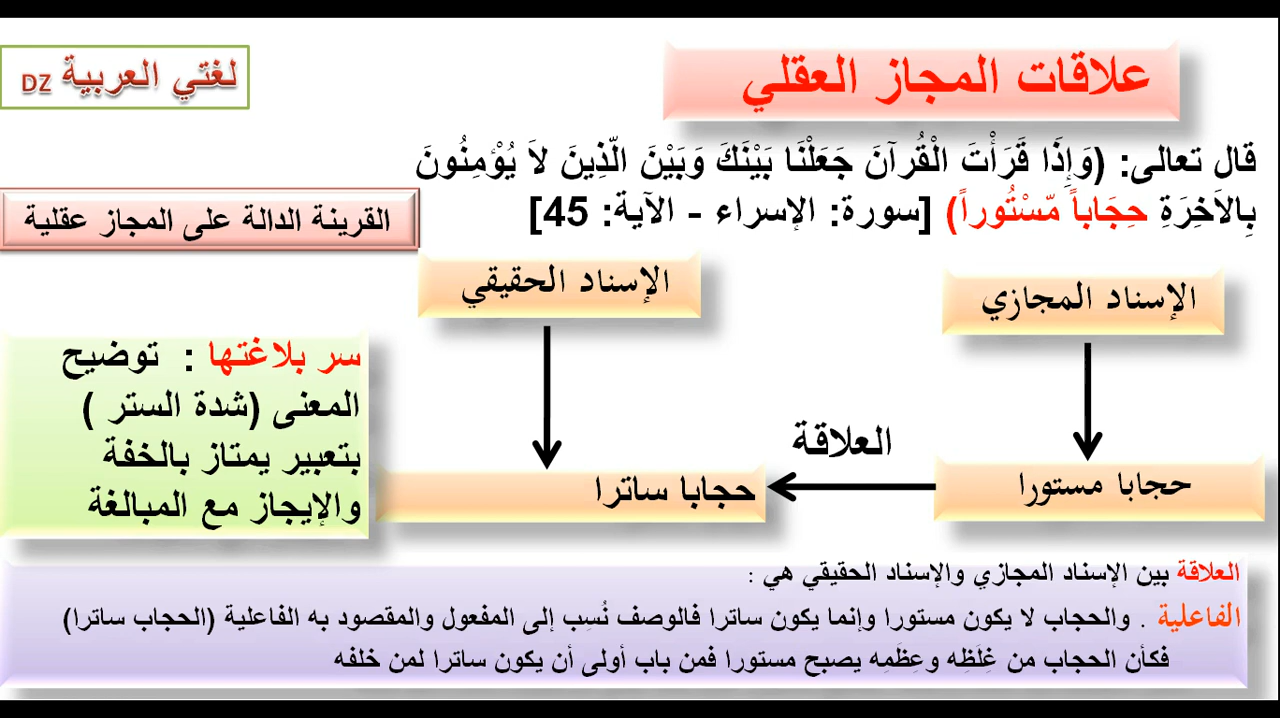 علاقات المجاز العقلي
لغتي العربية DZ
قال تعالى: (وَإِذَا قَرَأْتَ الْقُرآنَ جَعَلْنَا بَيْنَكَ وَبَيْنَ الّذِينَ لاَ يُؤْمِنُونَ
بِالاَخِرَةِ حِجَاباً مّسْتُوراً) [سورة: الإسراء - الآية: 45]
القرينة الدالة على المجاز عقلية
الإسناد المجازي
الإسناد الحقيقي
العلاقة
حجابا مستورا
حجابا ساترا
سر بلاغتها : توضيح
المعنى (شدة الستر )
بتعبير يمتاز بالخفة
والإيجاز مع المبالغة
العلاقة بين الإسناد المجازي والإسناد الحقيقي هي :
الفاعلية . والحجاب لا يكون مستورا وإنما يكون ساترا فالوصف نُسِب إلى المفعول والمقصود به الفاعلية (الحجاب ساترا)
فكأن الحجاب من غِلَظِه وعِظَمِه يصبح مستورا فمن باب أولى أن يكون ساترا لمن خلفه